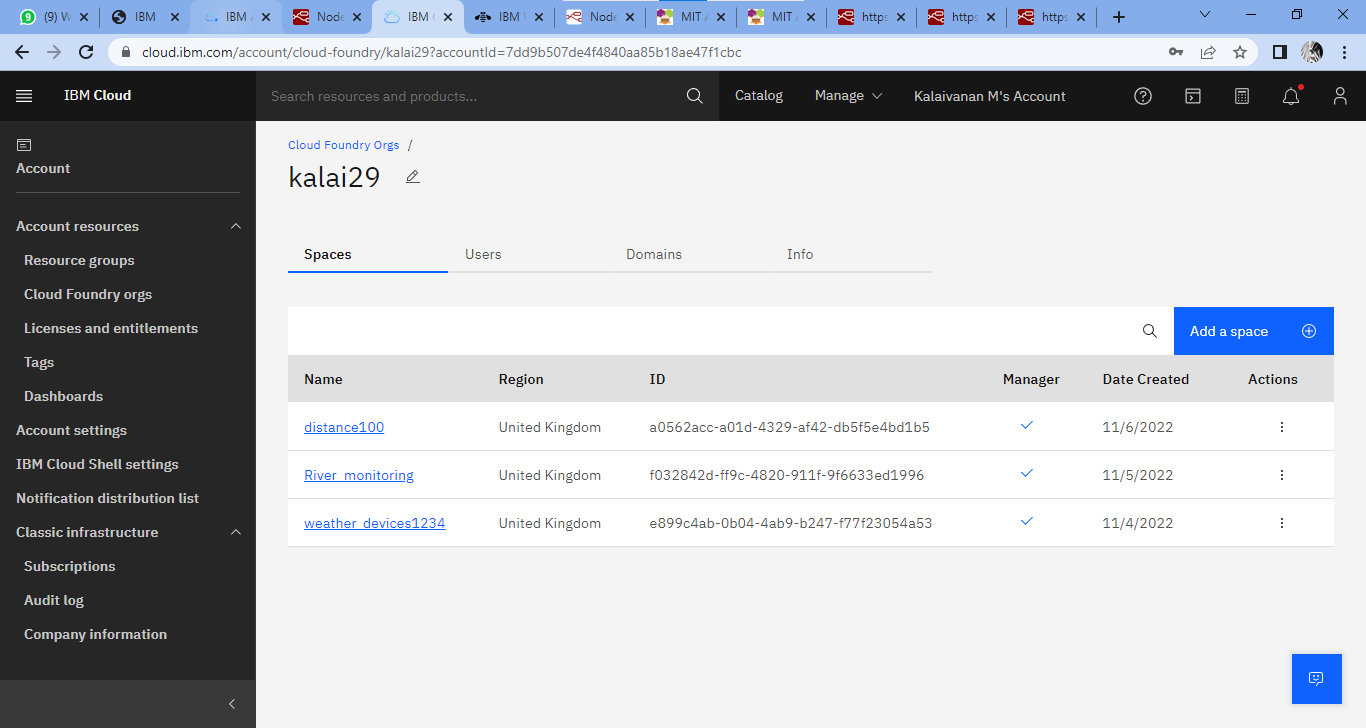 (9) W
IBM
IBM A
Node
IBM C
IBM W
Node
MIT A
MIT A
https
https
https
cloud.ibm.com/account/cloud-foundry/kalai29?accountId=7dd9b507de4f4840aa85b18ae47f1cbc
IBM Cloud
Search resources and products...
Catalog
Manage
Kalaivanan M's Account
Account
Account resources
Resource groups
Cloud Foundry orgs
Licenses and entitlements
Tags
Dashboards
Account settings
IBM Cloud Shell settings
Notification distribution list
Classic infrastructure
Subscriptions
Audit log
Company information
Cloud Foundry Orgs /
kalai29
Spaces Users Domains Info
Add a space
Name Region ID Manager Date Created Actions
distance100 United Kingdom a0562acc-a01d-4329-af42-db5f5e4bd1b5 11/6/2022
River_monitoring United Kingdom f032842d-ff9c-4820-911f-9f6633ed1996 11/5/2022
weather_devices1234 United Kingdom e899c4ab-0b04-4ab9-b247-f77f23054a53 11/4/2022